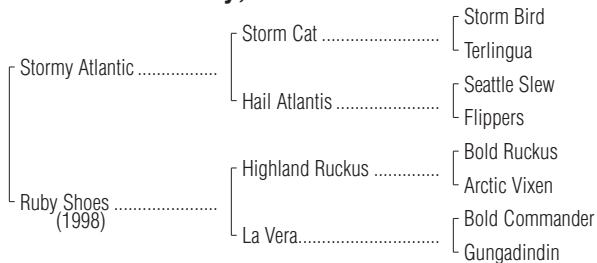 Storm Bird
Storm Cat ........................
Terlingua
Stormy Atlantic ................
Seattle Slew
Hail Atlantis .....................
Flippers
Bold Ruckus
Highland Ruckus .............
Arctic Vixen
Ruby Shoes .....................
(1998)
Bold Commander
La Vera............................
Gungadindin